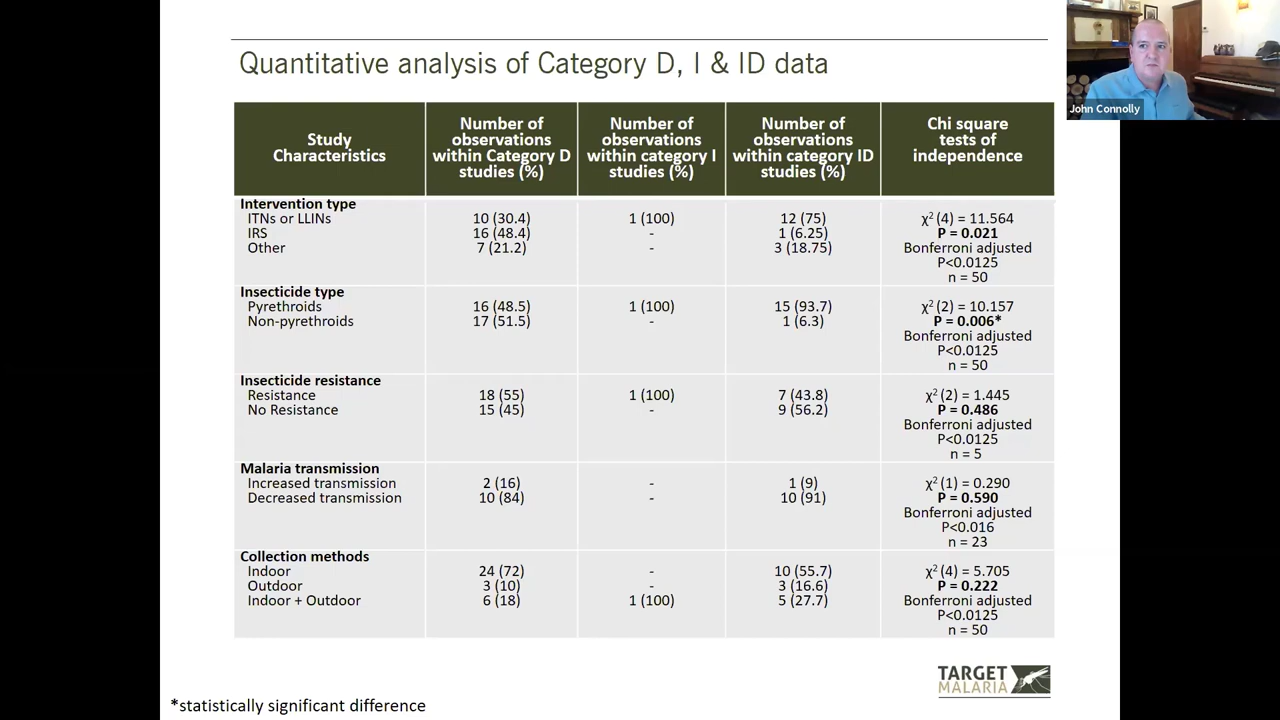 Quantitative analysis of Category D, I & ID data
John Connolly
Study
Characteristics
Number of
observations
within Category D
studies (%)
Number of
observations
within category I
studies (%)
Number of
observations
within category ID
studies (%)
Chi square
tests of
independence
Intervention type
ITNs or LLINs 10 (30.4) 1 (100) 12 (75) χ² (4) = 11.564
IRS 16 (48.4) - 1 (6.25) P = 0.021
Other 7 (21.2) - 3 (18.75) Bonferroni adjusted
P<0.0125
n = 50
Insecticide type
Pyrethroids 16 (48.5) 1 (100) 15 (93.7) χ² (2) = 10.157
Non-pyrethroids 17 (51.5) - 1 (6.3) P = 0.006*
Bonferroni adjusted
P<0.0125
n = 50
Insecticide resistance
Resistance 18 (55) 1 (100) 7 (43.8) χ² (2) = 1.445
No Resistance 15 (45) - 9 (56.2) P = 0.486
Bonferroni adjusted
P<0.0125
n = 5
Malaria transmission
Increased transmission 2 (16) - 1 (9) χ² (1) = 0.290
Decreased transmission 10 (84) - 10 (91) P = 0.590
Bonferroni adjusted
P<0.016
n = 23
Collection methods
Indoor 24 (72) - 10 (55.7) χ² (4) = 5.705
Outdoor 3 (10) - 3 (16.6) P = 0.222
Indoor + Outdoor 6 (18) 1 (100) 5 (27.7) Bonferroni adjusted
P<0.0125
n = 50
TARGET
MALARIA
*statistically significant difference